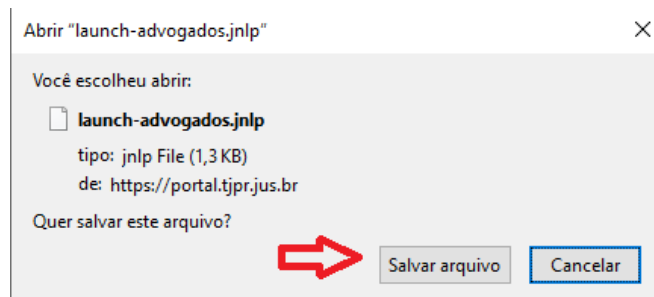 Abrir “launch-advogados.jnlp”
Você escolheu abrir:
launch-advogados.jnlp
tipo: jnlp File (1,3 KB)
de: https://portal.tjpr.jus.br
Quer salvar este arquivo?
Salvar arquivo Cancelar